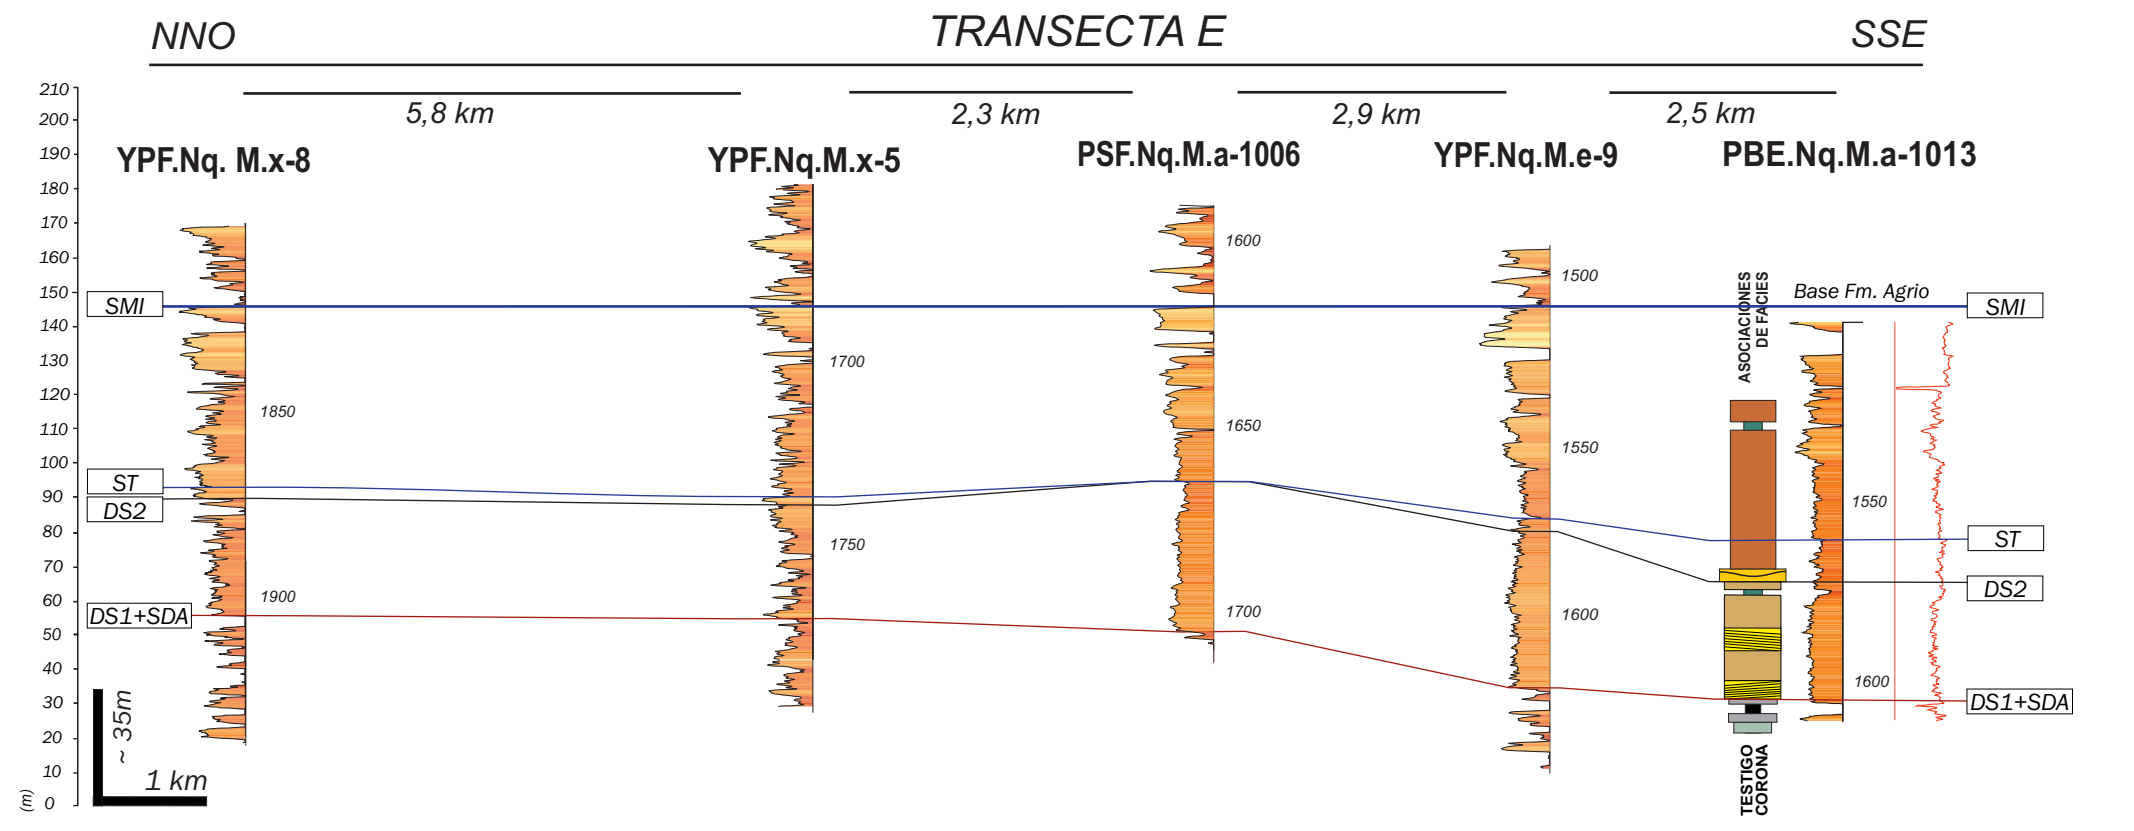 NNO
TRANSECTA E
SSE
5,8 km
2,3 km
2,9 km
2,5 km
YPF.Nq. M.x-8
YPF.Nq.M.x-5
PSF.Nq.M.a-1006
YPF.Nq.M.e-9
PBE.Nq.M.a-1013
210
200
190
180
170
160
150
140
130
120
110
100
90
80
70
60
50
40
30
20
10
0
(m)
SMI
ST
DS2
DS1+SDA
~ 35m
1 km
1850
1900
1700
1750
1600
1650
1700
1500
1550
1600
ASOCIACIONES
DE FACIES
TESTIGO
CORONA
Base Fm. Agrio
1550
1600
SMI
ST
DS2
DS1+SDA